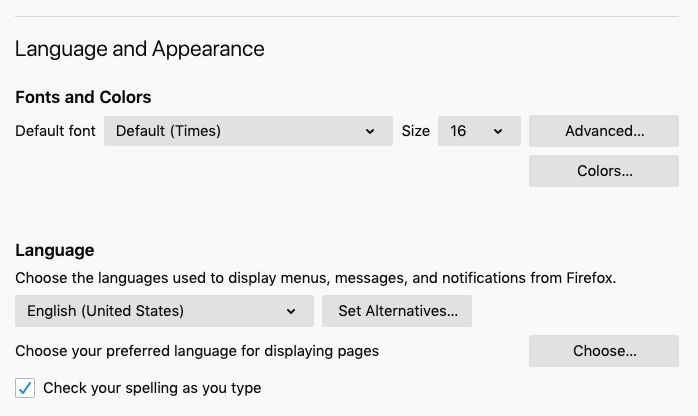 Language and Appearance
Fonts and Colors
Default font Default (Times) Size 16 Advanced...
Colors...
Language
Choose the languages used to display menus, messages, and notifications from Firefox.
English (United States) Set Alternatives...
Choose your preferred language for displaying pages Choose...
Check your spelling as you type